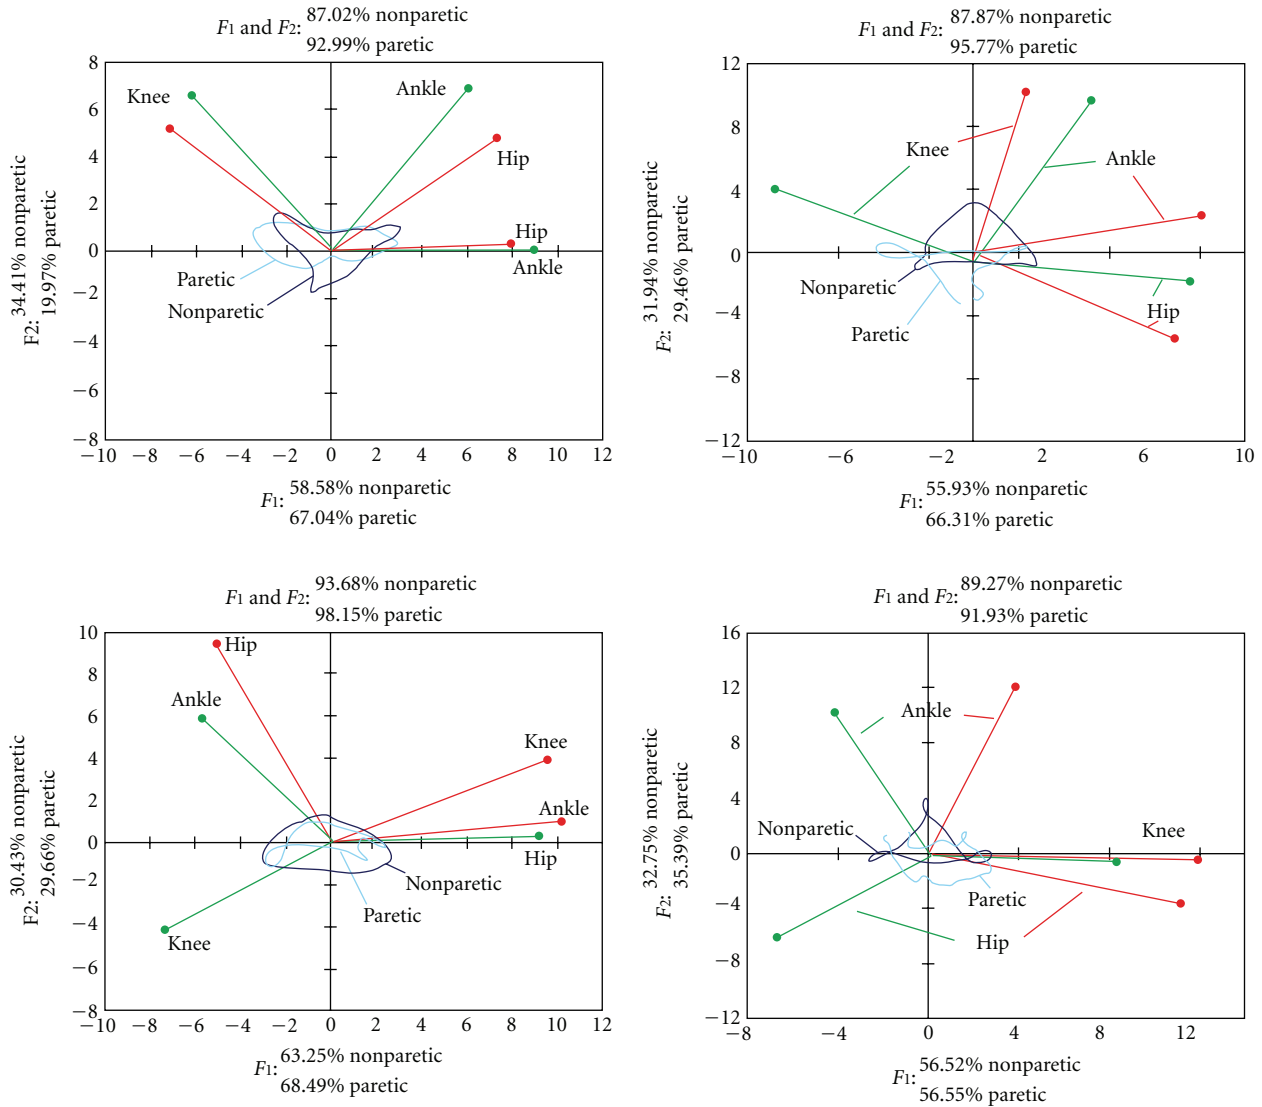 F1 and F2: 87.02% nonparetic
92.99% paretic
8
6
4
2
0
−2
−4
−6
−8
F2: 34.41% nonparetic
19.97% paretic
Knee
Ankle
Hip
Hip
Ankle
Paretic
Nonparetic
−10 −8 −6 −4 −2 0 2 4 6 8 10 12
F1: 58.58% nonparetic
67.04% paretic
F1 and F2: 87.87% nonparetic
95.77% paretic
12
8
4
0
−4
−8
−12
F2: 31.94% nonparetic
29.46% paretic
Knee
Ankle
Nonparetic
Hip
Paretic
−10 −6 −2 2 6 10
F1: 55.93% nonparetic
66.31% paretic
F1 and F2: 93.68% nonparetic
98.15% paretic
10
8
6
4
2
0
−2
−4
−6
−8
F2: 30.43% nonparetic
29.66% paretic
Hip
Ankle
Knee
Ankle
Hip
Nonparetic
Paretic
Knee
−10 −8 −6 −4 −2 0 2 4 6 8 10 12
F1: 63.25% nonparetic
68.49% paretic
F1 and F2: 89.27% nonparetic
91.93% paretic
16
12
8
4
0
−4
−8
−12
F2: 32.75% nonparetic
35.39% paretic
Ankle
Nonparetic
Knee
Paretic
Hip
−8 −4 0 4 8 12
F1: 56.52% nonparetic
56.55% paretic